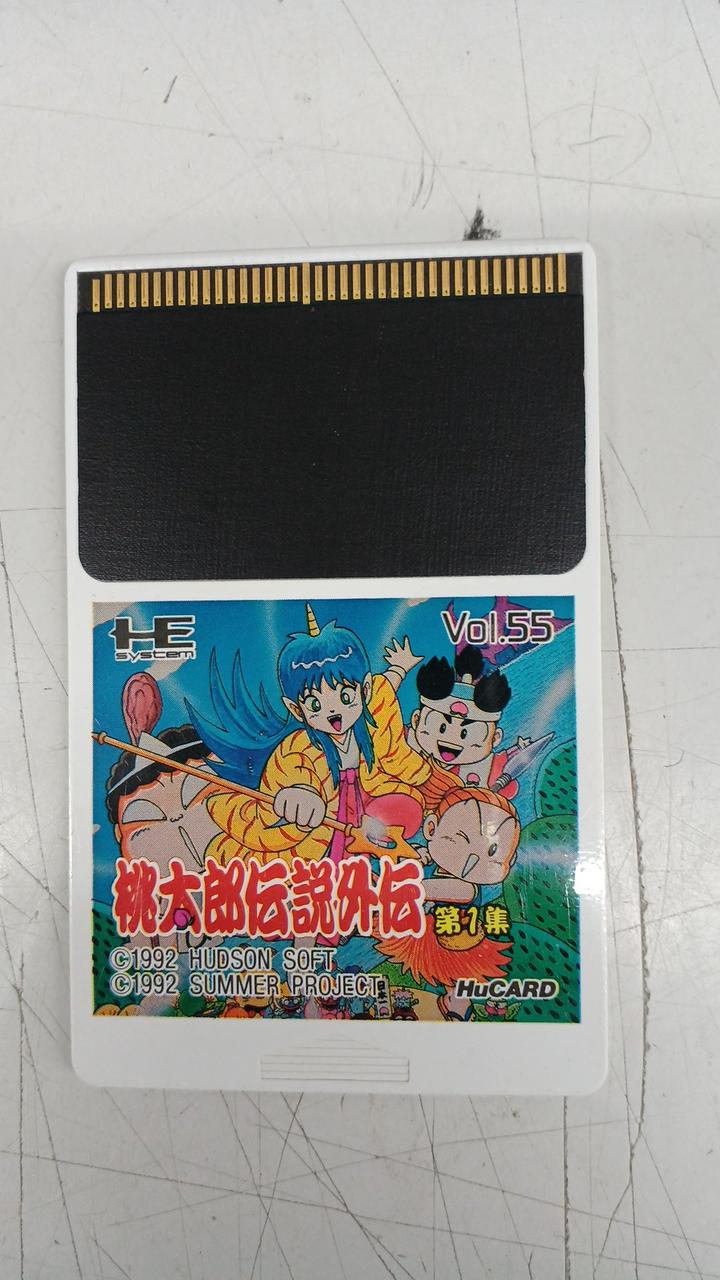 HE
system
Vol.55
桃太郎伝説外伝
第1集
©1992 HUDSON SOFT
©1992 SUMMER PROJECT
HuCARD